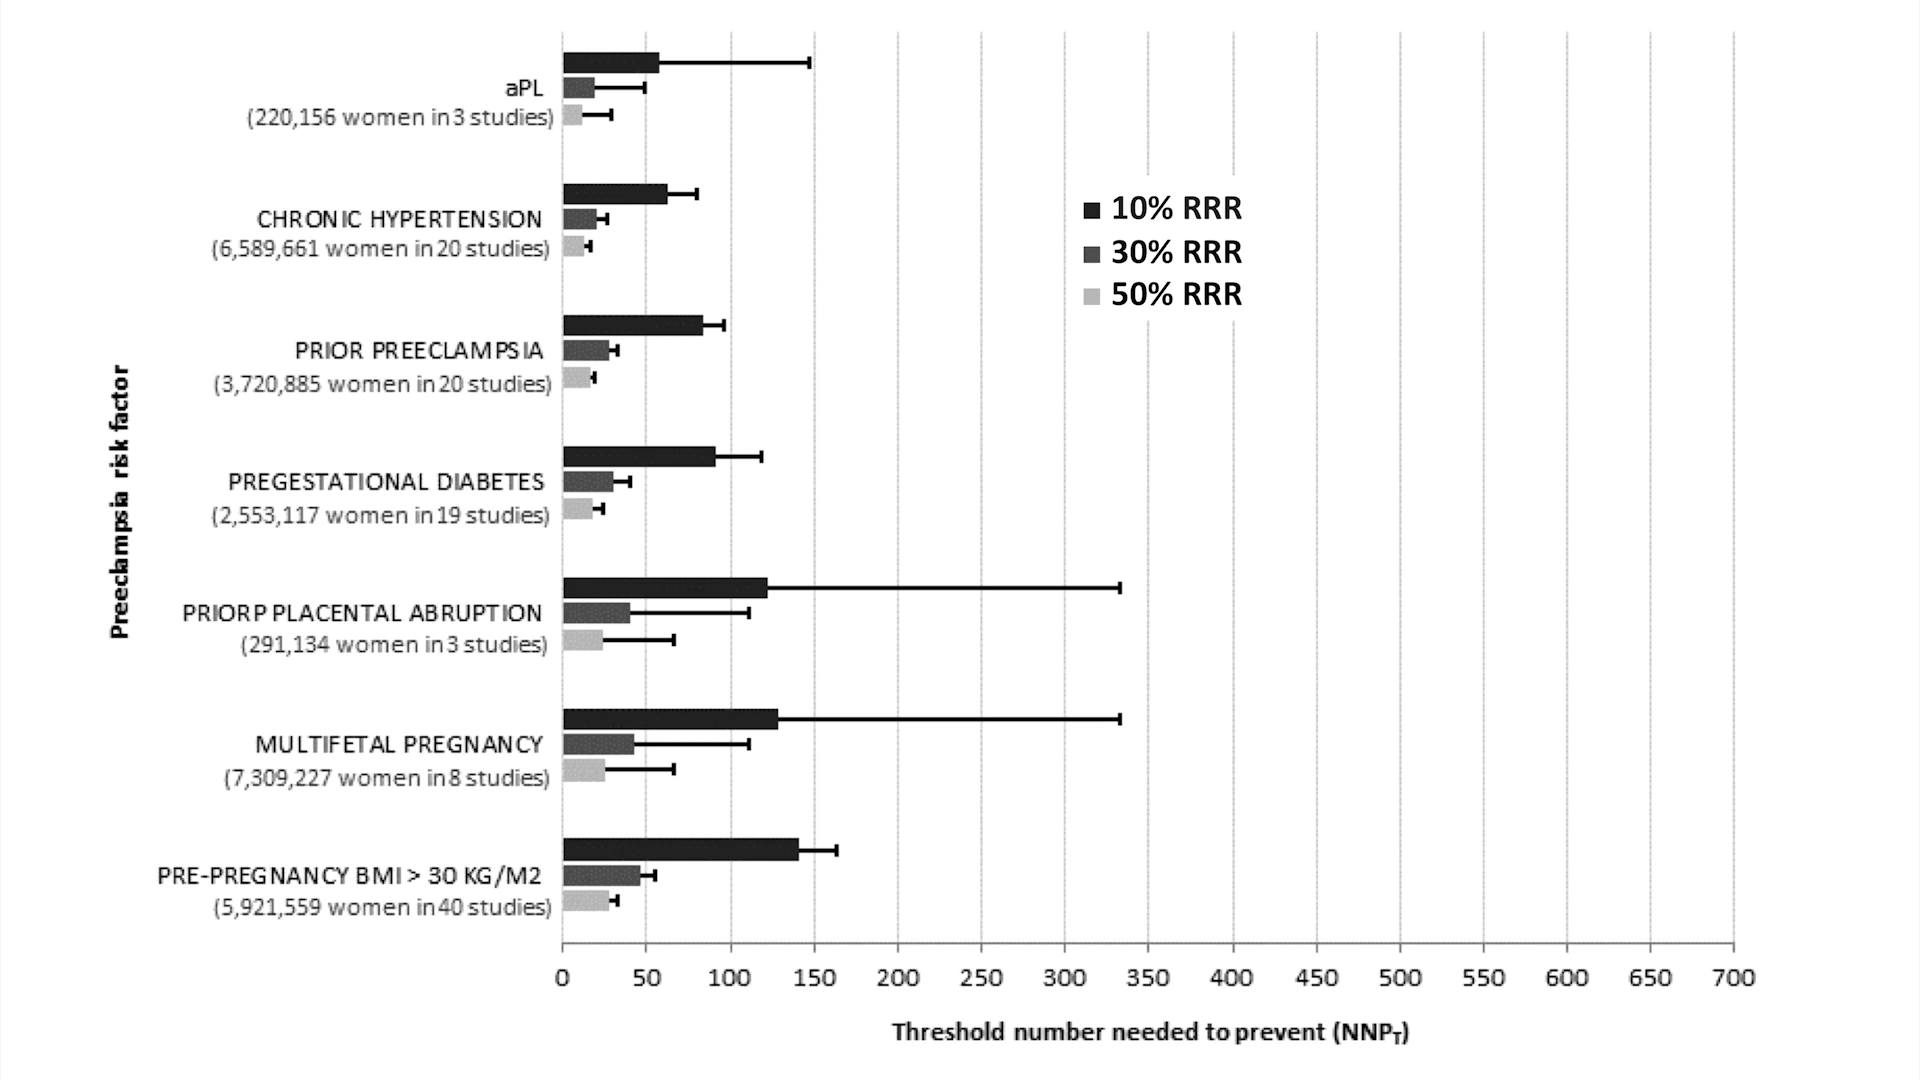 aPL
(220,156 women in 3 studies)
CHRONIC HYPERTENSION
(6,589,661 women in 20 studies)
PRIOR PREECLAMPSIA
(3,720,885 women in 20 studies)
PREGESTATIONAL DIABETES
(2,553,117 women in 19 studies)
PRIORP PLACENTAL ABRUPTION
(291,134 women in 3 studies)
MULTIFETAL PREGNANCY
(7,309,227 women in 8 studies)
PRE-PREGNANCY BMI > 30 KG/M2
(5,921,559 women in 40 studies)
Preeclampsia risk factor
10% RRR
30% RRR
50% RRR
0 50 100 150 200 250 300 350 400 450 500 550 600 650 700
Threshold number needed to prevent (NNPT)